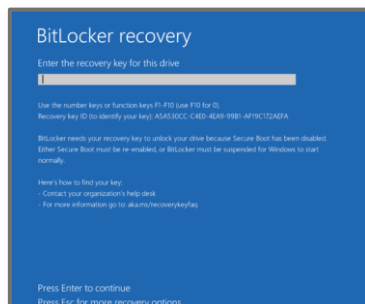 BitLocker recovery
Enter the recovery key for this drive
Use the number keys or function keys F1-F10 (use F10 for 0).
Recovery key ID (to identify your key): A5A530CC-C4E0-4EA9-99B1-AF19C172AEFA
BitLocker needs your recovery key to unlock your drive because Secure Boot has been disabled.
Either Secure Boot must be re-enabled, or BitLocker must be suspended for Windows to start
normally.
Here's how to find your key:
- Contact your organization's help desk
- For more information go to: aka.ms/recoverykeyfaq
Press Enter to continue
Press Esc for more recovery options